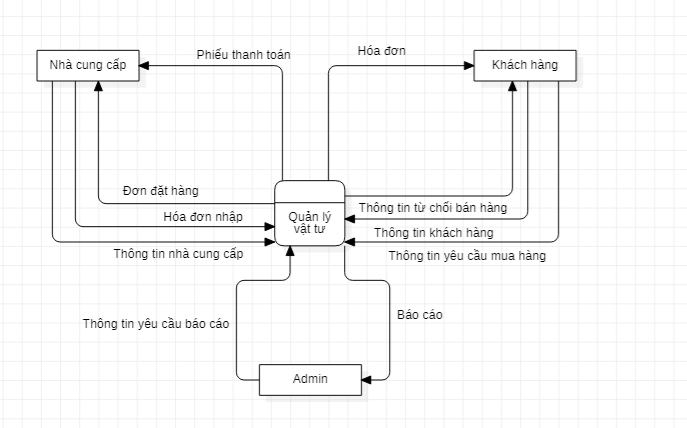 Phiếu thanh toán
Hóa đơn
Nhà cung cấp
Khách hàng
Đơn đặt hàng
Thông tin từ chối bán hàng
Hóa đơn nhập
Quản lý
vật tư
Thông tin khách hàng
Thông tin nhà cung cấp
Thông tin yêu cầu mua hàng
Thông tin yêu cầu báo cáo
Báo cáo
Admin